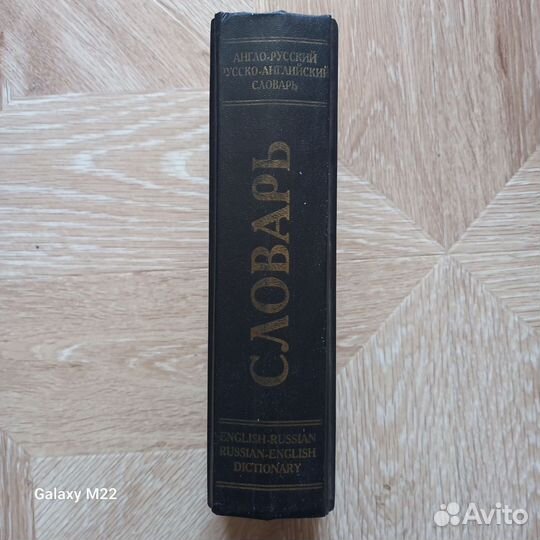 АНГЛО-РУССКИЙ
РУССКО-АНГЛИЙСКИЙ
СЛОВАРЬ
СЛОВАРЬ
ENGLISH-RUSSIAN
RUSSIAN-ENGLISH
DICTIONARY
Galaxy M22
Avito